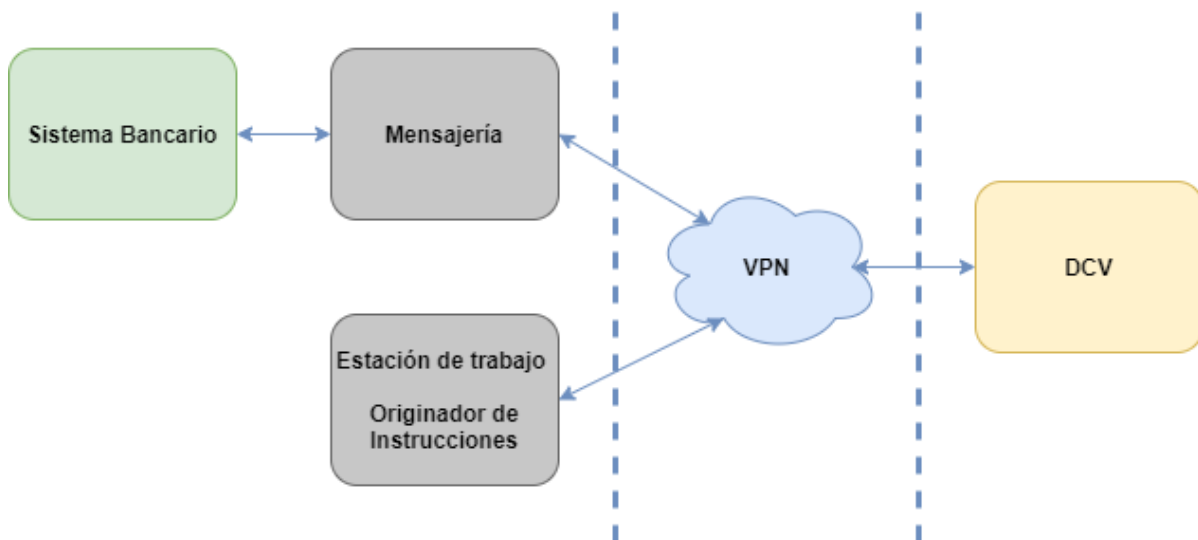 Sistema Bancario
Mensajería
VPN
DCV
Estación de trabajo
Originador de
Instrucciones